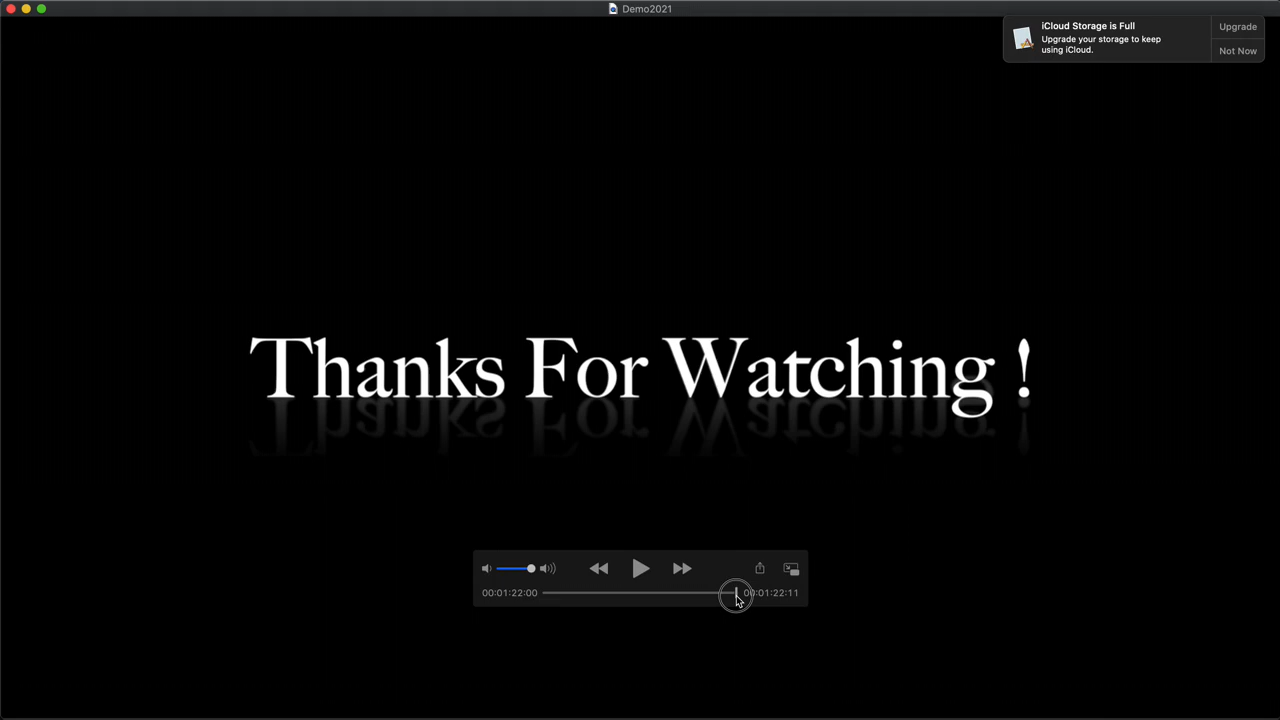 Demo2021
iCloud Storage is Full
Upgrade your storage to keep
using iCloud.
Upgrade
Not Now
Thanks For Watching !
00:01:22:00
00:01:22:11